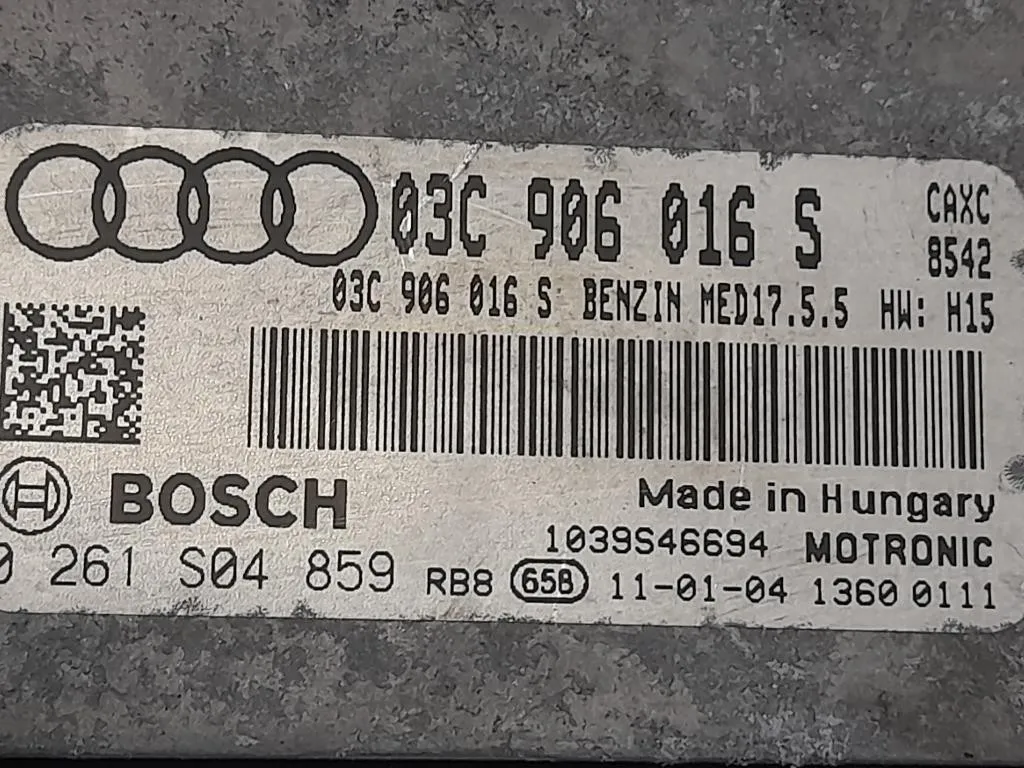 03C 906 016 S CAXC
8542
03C 906 016 S BENZIN MED17.5.5 HW: H15
BOSCH
Made in Hungary
1039S46694 MOTRONIC
0 261 S04 859 RB8 658 11-01-04 1360 0111